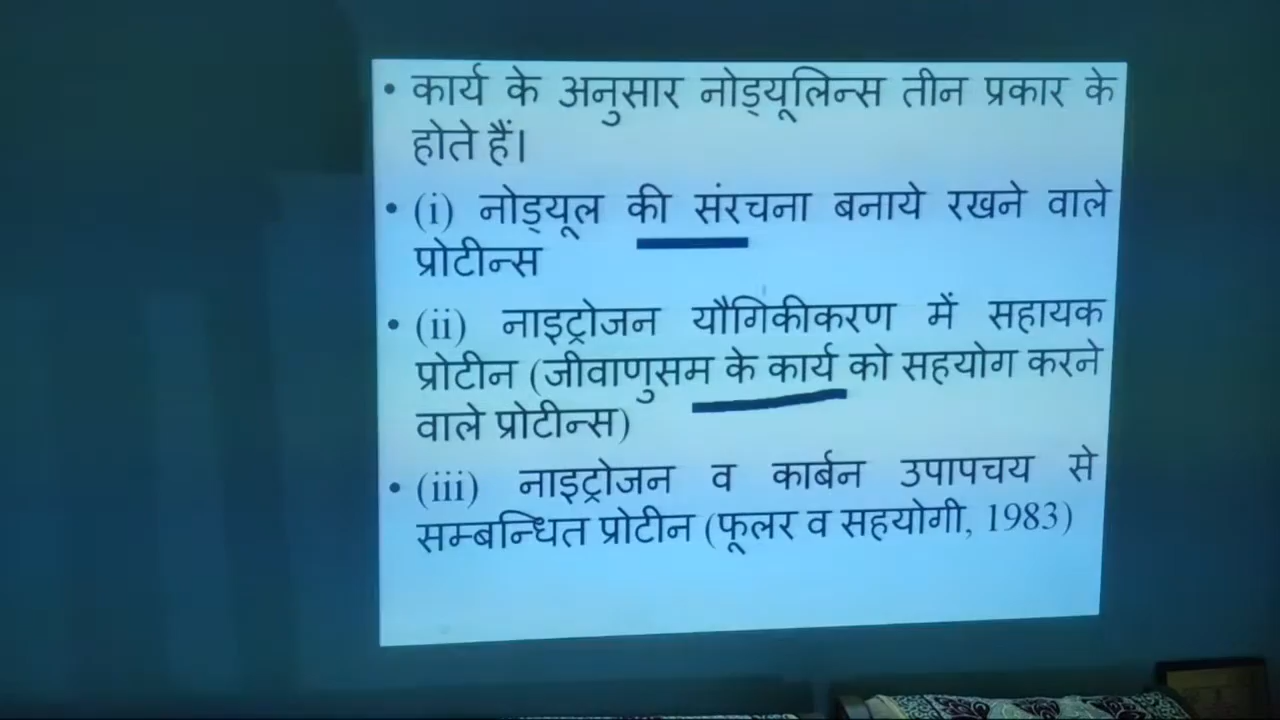 • कार्य के अनुसार नोड्यूलिन्स तीन प्रकार के
होते हैं।
• (i) नोड्यूल की संरचना बनाये रखने वाले
प्रोटीन्स
• (ii) नाइट्रोजन यौगिकीकरण में सहायक
प्रोटीन (जीवाणुसम के कार्य को सहयोग करने
वाले प्रोटीन्स)
• (iii) नाइट्रोजन व कार्बन उपापचय से
सम्बन्धित प्रोटीन (फूलर व सहयोगी, 1983)